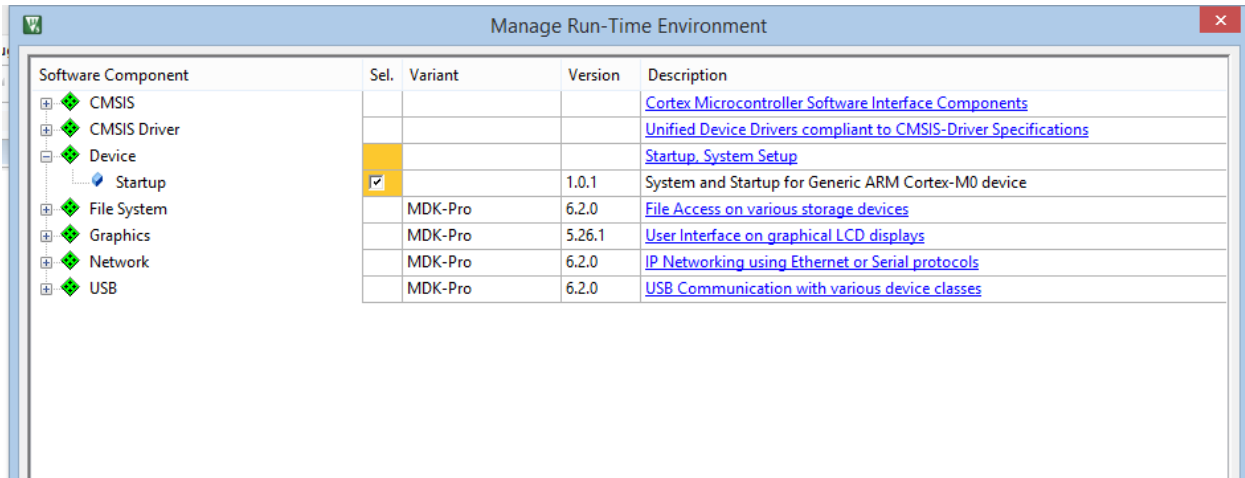 Manage Run-Time Environment
Software Component Sel. Variant Version Description
CMSIS Cortex Microcontroller Software Interface Components
CMSIS Driver Unified Device Drivers compliant to CMSIS-Driver Specifications
Device Startup, System Setup
Startup 1.0.1 System and Startup for Generic ARM Cortex-M0 device
File System MDK-Pro 6.2.0 File Access on various storage devices
Graphics MDK-Pro 5.26.1 User Interface on graphical LCD displays
Network MDK-Pro 6.2.0 IP Networking using Ethernet or Serial protocols
USB MDK-Pro 6.2.0 USB Communication with various device classes